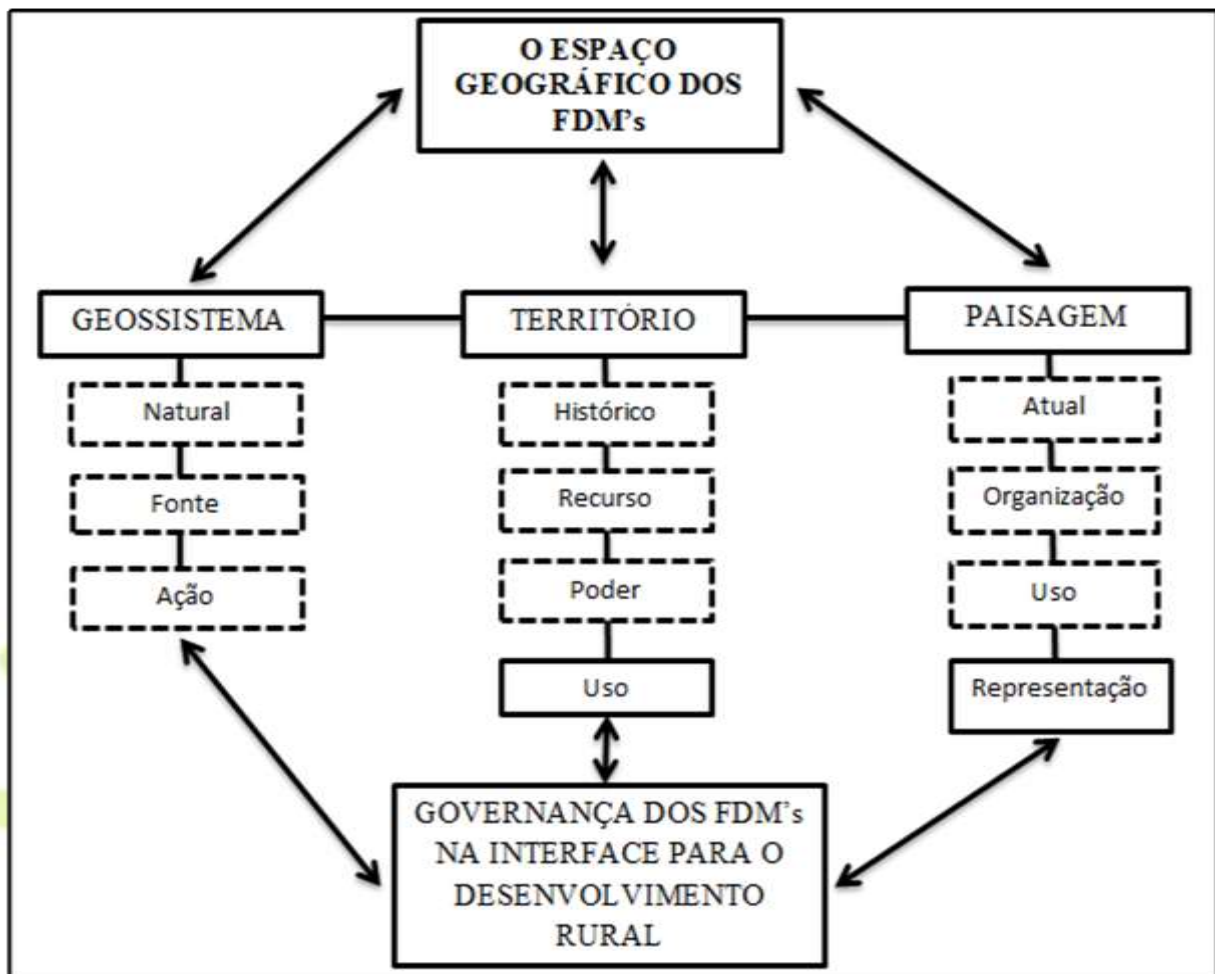 O ESPAÇO
GEOGRÁFICO DOS
FDM's
GEOSSISTEMA
TERRITÓRIO
PAISAGEM
Natural
Histórico
Atual
Fonte
Recurso
Organização
Ação
Poder
Uso
Uso
Representação
GOVERNANÇA DOS FDM's
NA INTERFACE PARA O
DESENVOLVIMENTO
RURAL